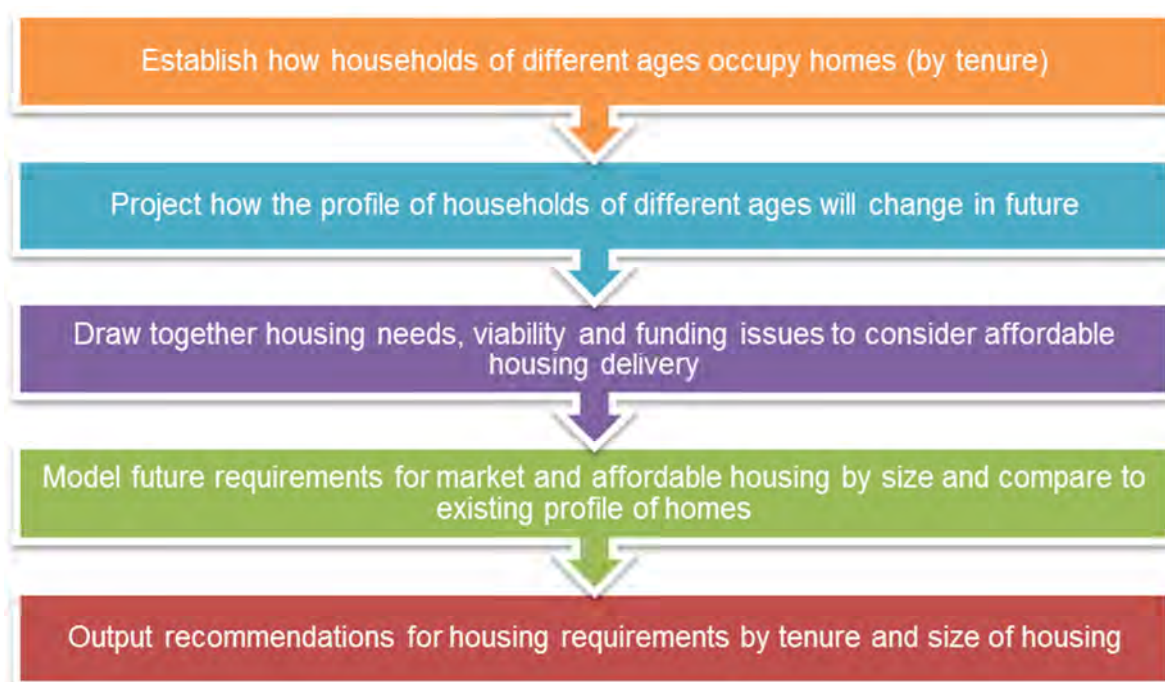 Establish how households of different ages occupy homes (by tenure)
Project how the profile of households of different ages will change in future
Draw together housing needs, viability and funding issues to consider affordable
housing delivery
Model future requirements for market and affordable housing by size and compare to
existing profile of homes
Output recommendations for housing requirements by tenure and size of housing